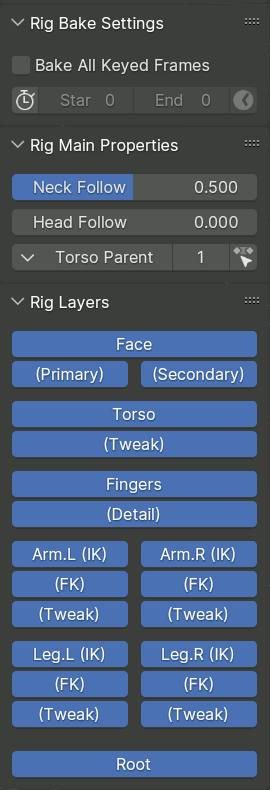 Rig Bake Settings
Bake All Keyed Frames
Star 0 End 0
Rig Main Properties
Neck Follow 0.500
Head Follow 0.000
Torso Parent 1
Rig Layers
Face
(Primary) (Secondary)
Torso
(Tweak)
Fingers
(Detail)
Arm.L (IK) Arm.R (IK)
(FK) (FK)
(Tweak) (Tweak)
Leg.L (IK) Leg.R (IK)
(FK) (FK)
(Tweak) (Tweak)
Root